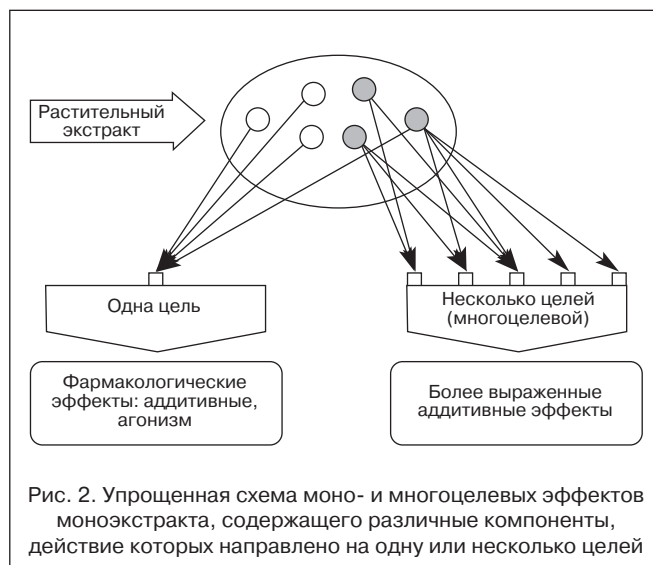 Растительный
экстракт
Одна цель
Несколько целей
(многоцелевой)
Фармакологические
эффекты: аддитивные,
агонизм
Более выраженные
аддитивные эффекты
Рис. 2. Упрощенная схема моно- и многоцелевых эффектов
моноэкстракта, содержащего различные компоненты,
действие которых направлено на одну или несколько целей